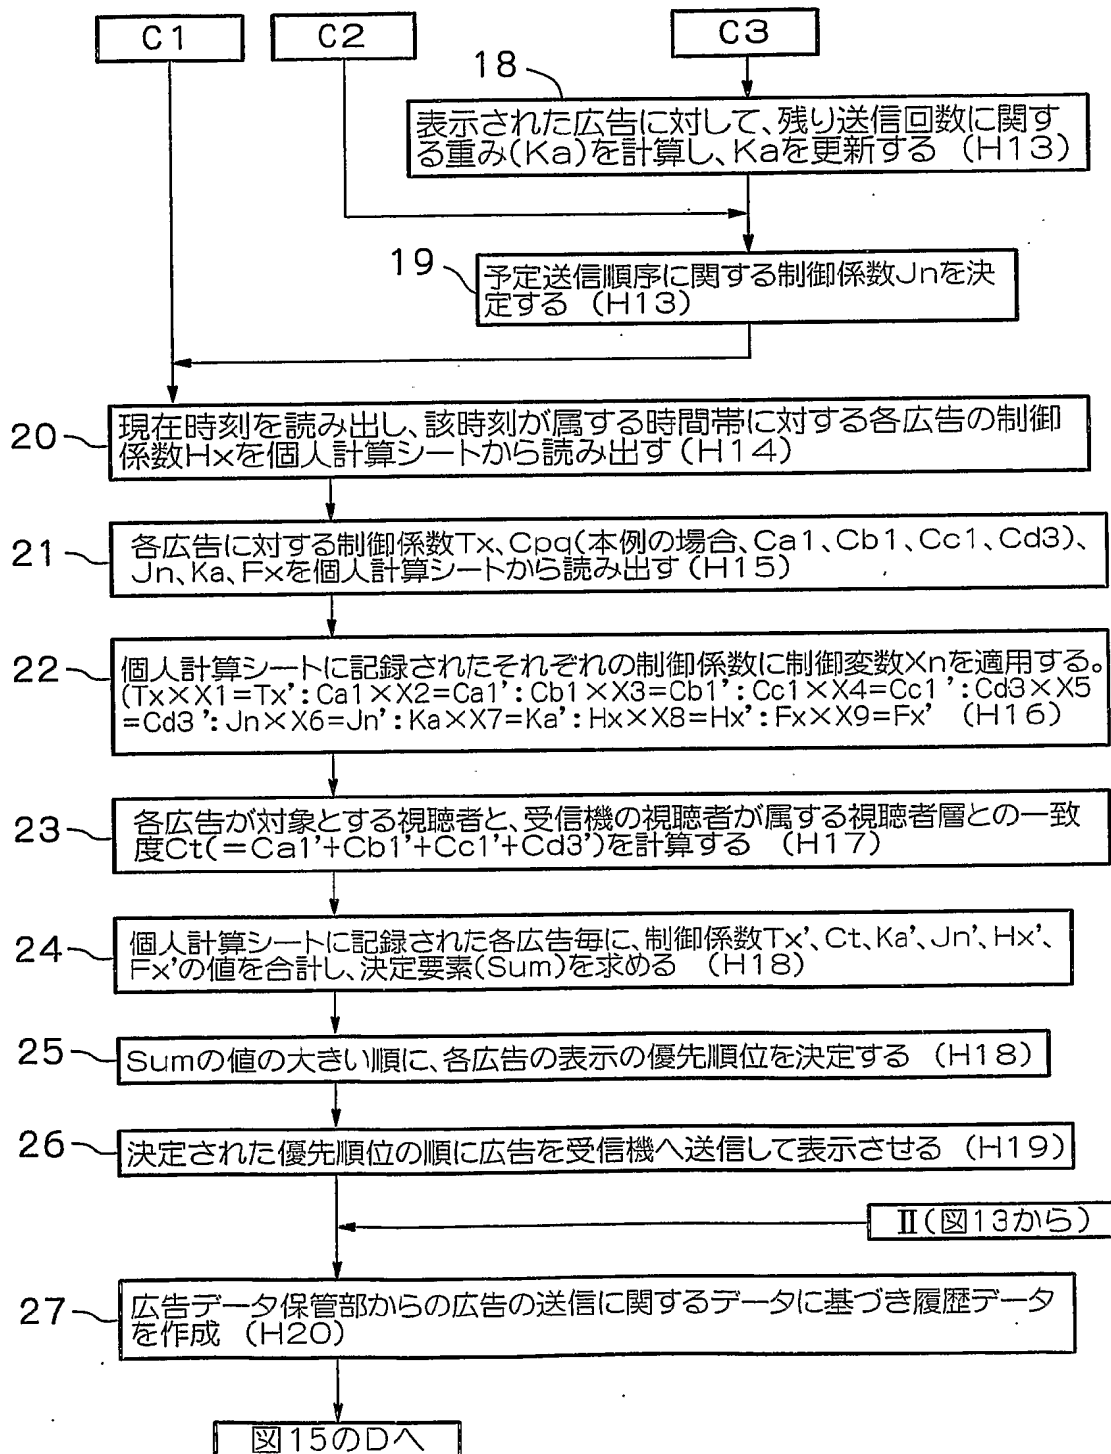 C1
C2
C3
18
表示された広告に対して、残り送信回数に関す
る重み(Ka)を計算し、Kaを更新する (H13)
19
予定送信順序に関する制御係数Jnを決
定する (H13)
20
現在時刻を読み出し、該時刻が属する時間帯に対する各広告の制御
係数Hxを個人計算シートから読み出す(H14)
21
各広告に対する制御係数Tx、Cpq(本例の場合、Ca1、Cb1、Cc1、Cd3)、
Jn、Ka、Fxを個人計算シートから読み出す(H15)
22
個人計算シートに記録されたそれぞれの制御係数に制御変数Xnを適用する。
(Tx×X1=Tx':Ca1×X2=Ca1':Cb1×X3=Cb1':Cc1×X4=Cc1':Cd3×X5
=Cd3':Jn×X6=Jn':Ka×X7=Ka':Hx×X8=Hx':Fx×X9=Fx' (H16)
23
各広告が対象とする視聴者と、受信機の視聴者が属する視聴者層との一致
度Ct(=Ca1'+Cb1'+Cc1'+Cd3')を計算する (H17)
24
個人計算シートに記録された各広告毎に、制御係数Tx'、Ct、Ka'、Jn'、Hx'、
Fx'の値を合計し、決定要素(Sum)を求める (H18)
25
Sumの値の大きい順に、各広告の表示の優先順位を決定する (H18)
26
決定された優先順位の順に広告を受信機へ送信して表示させる (H19)
Ⅱ(図13から)
27
広告データ保管部からの広告の送信に関するデータに基づき履歴データ
を作成 (H20)
図15のDへ